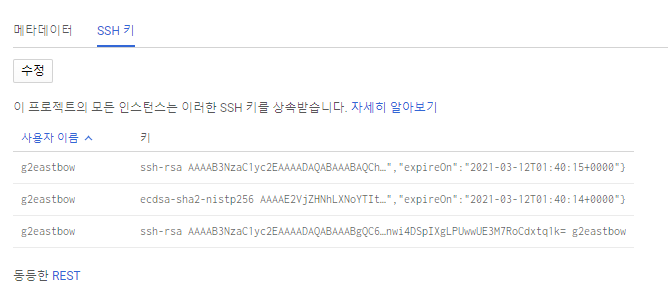 메타데이터 SSH 키
수정
이 프로젝트의 모든 인스턴스는 이러한 SSH 키를 상속받습니다. 자세히 알아보기
사용자 이름 키
g2eastbow ssh-rsa AAAAB3NzaC1yc2EAAAADAQABAAABAQCh…","expireOn":"2021-03-12T01:40:15+0000"}
g2eastbow ecdsa-sha2-nistp256 AAAAE2VjZHNhLXNoYTIt…","expireOn":"2021-03-12T01:40:14+0000"}
g2eastbow ssh-rsa AAAAB3NzaC1yc2EAAAADAQABAAABgQC6…nwi4DSpIXgLPUwwUE3M7RoCdxtq1k= g2eastbow
동등한 REST